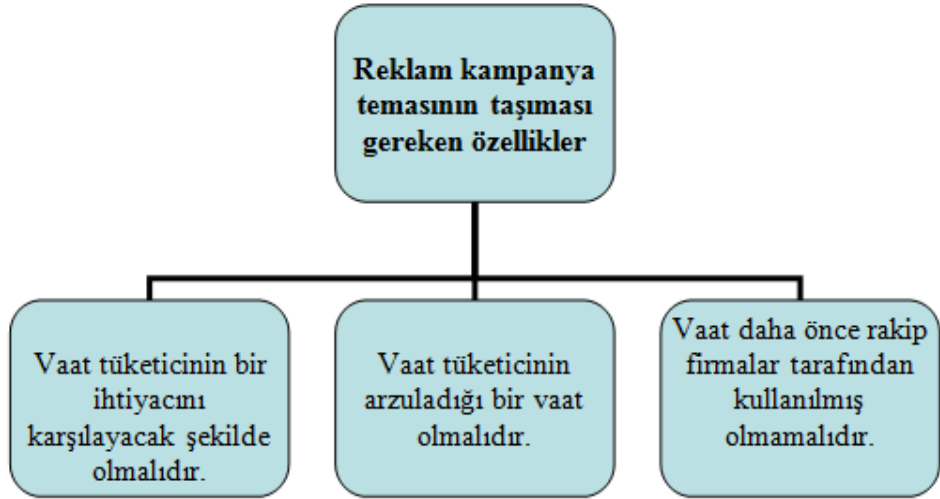 Reklam kampanya
temasının taşıması
gereken özellikler
Vaat tüketicinin bir
ihtiyacını
karşılayacak şekilde
olmalıdır.
Vaat tüketicinin
arzuladığı bir vaat
olmalıdır.
Vaat daha önce rakip
firmalar tarafından
kullanılmış
olmamalıdır.